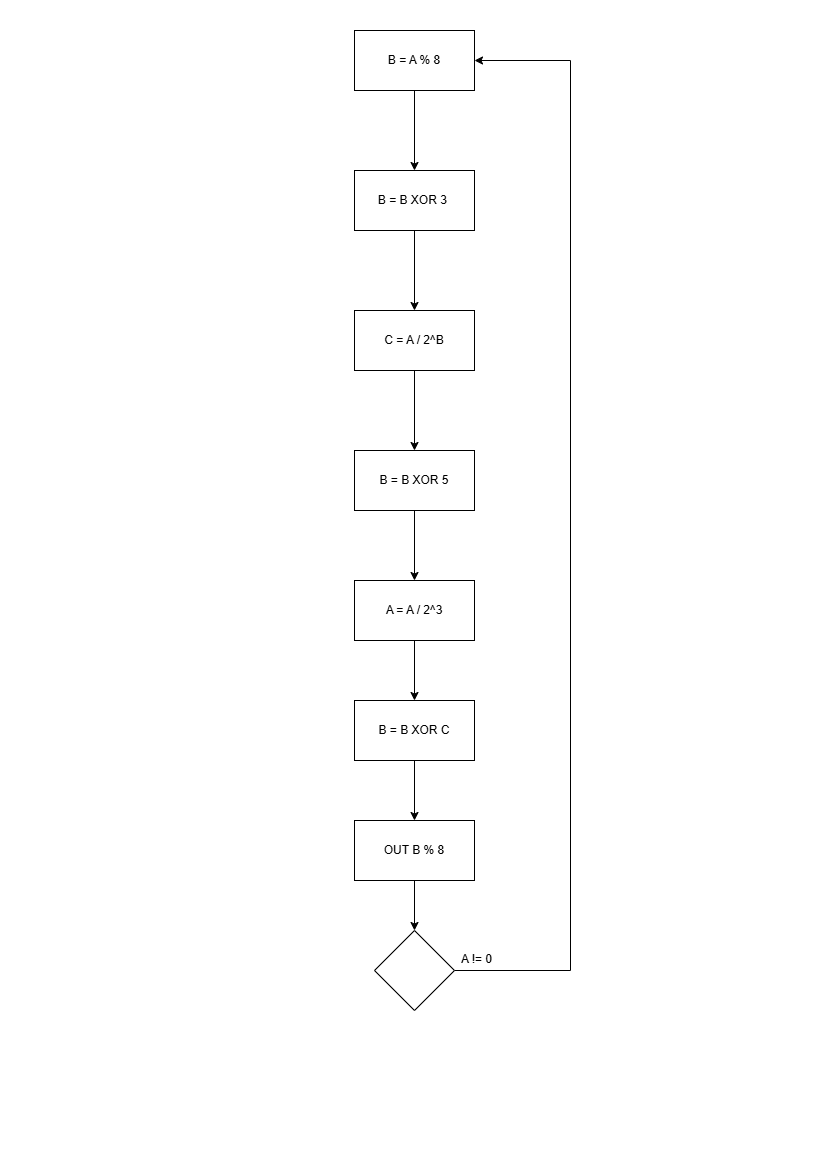 B = A % 8
B = B XOR 3
C = A / 2^B
B = B XOR 5
A = A / 2^3
B = B XOR C
OUT B % 8
A != 0